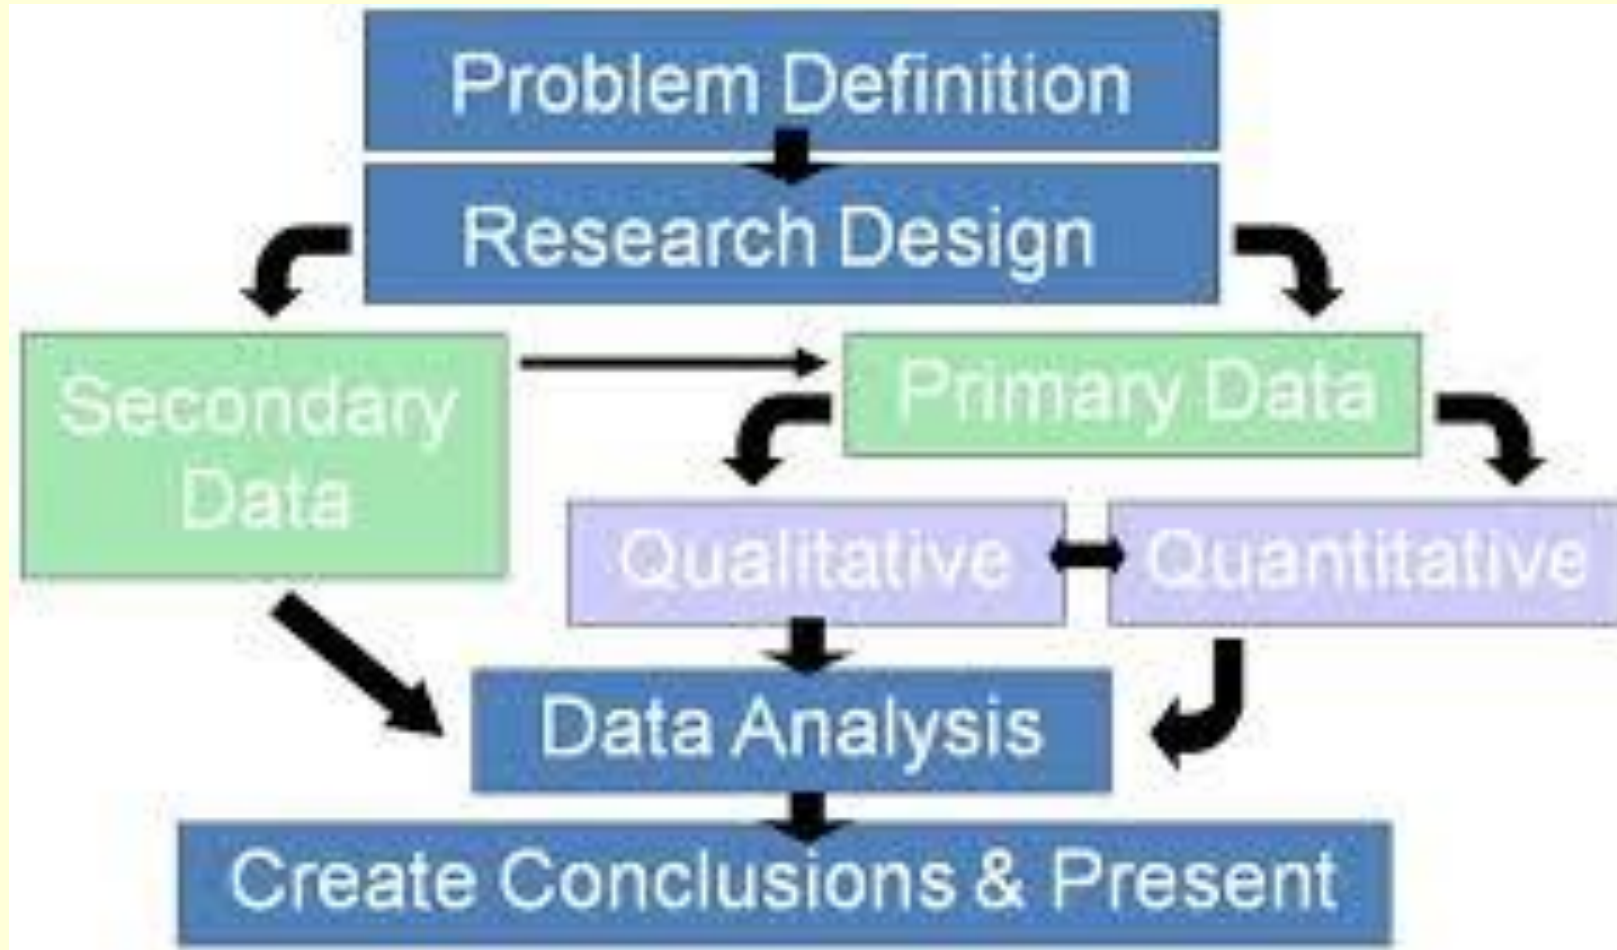 Problem Definition
Research Design
Secondary
Data
Primary Data
Qualitative
Quantitative
Data Analysis
Create Conclusions & Present